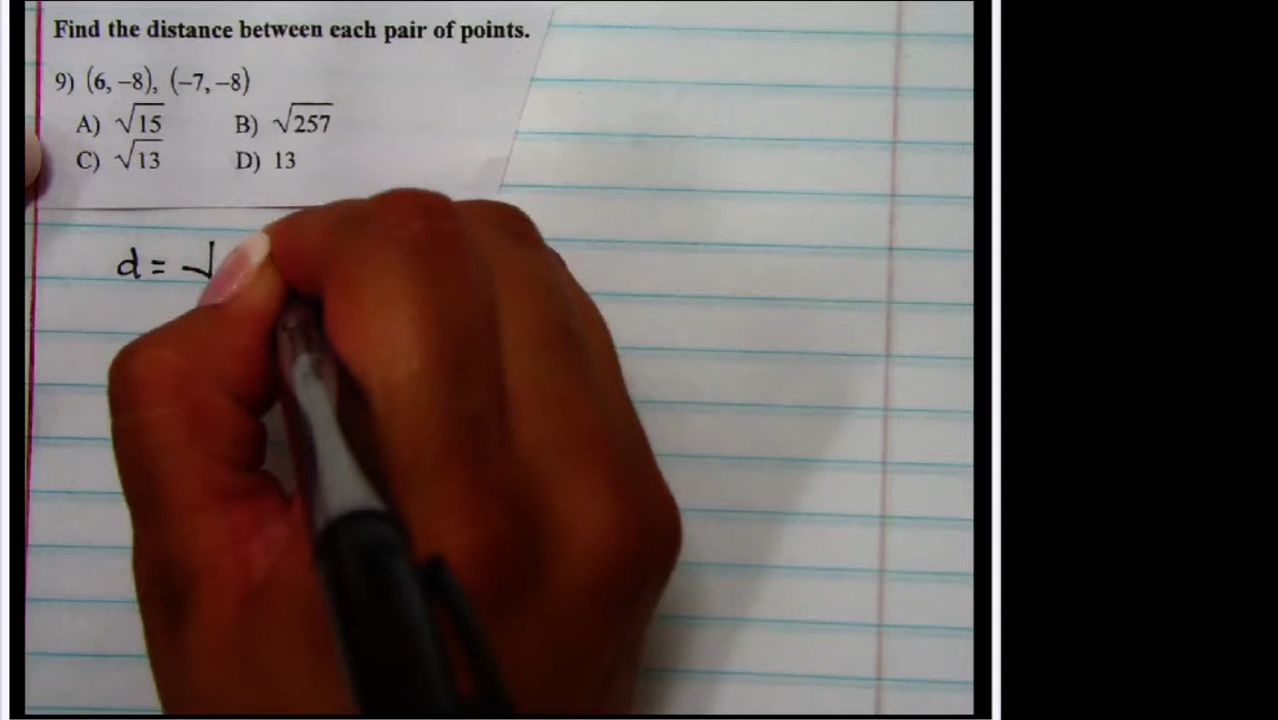 Find the distance between each pair of points.
9) (6, −8), (−7, −8)
A) √15 B) √257
C) √13 D) 13
d = √